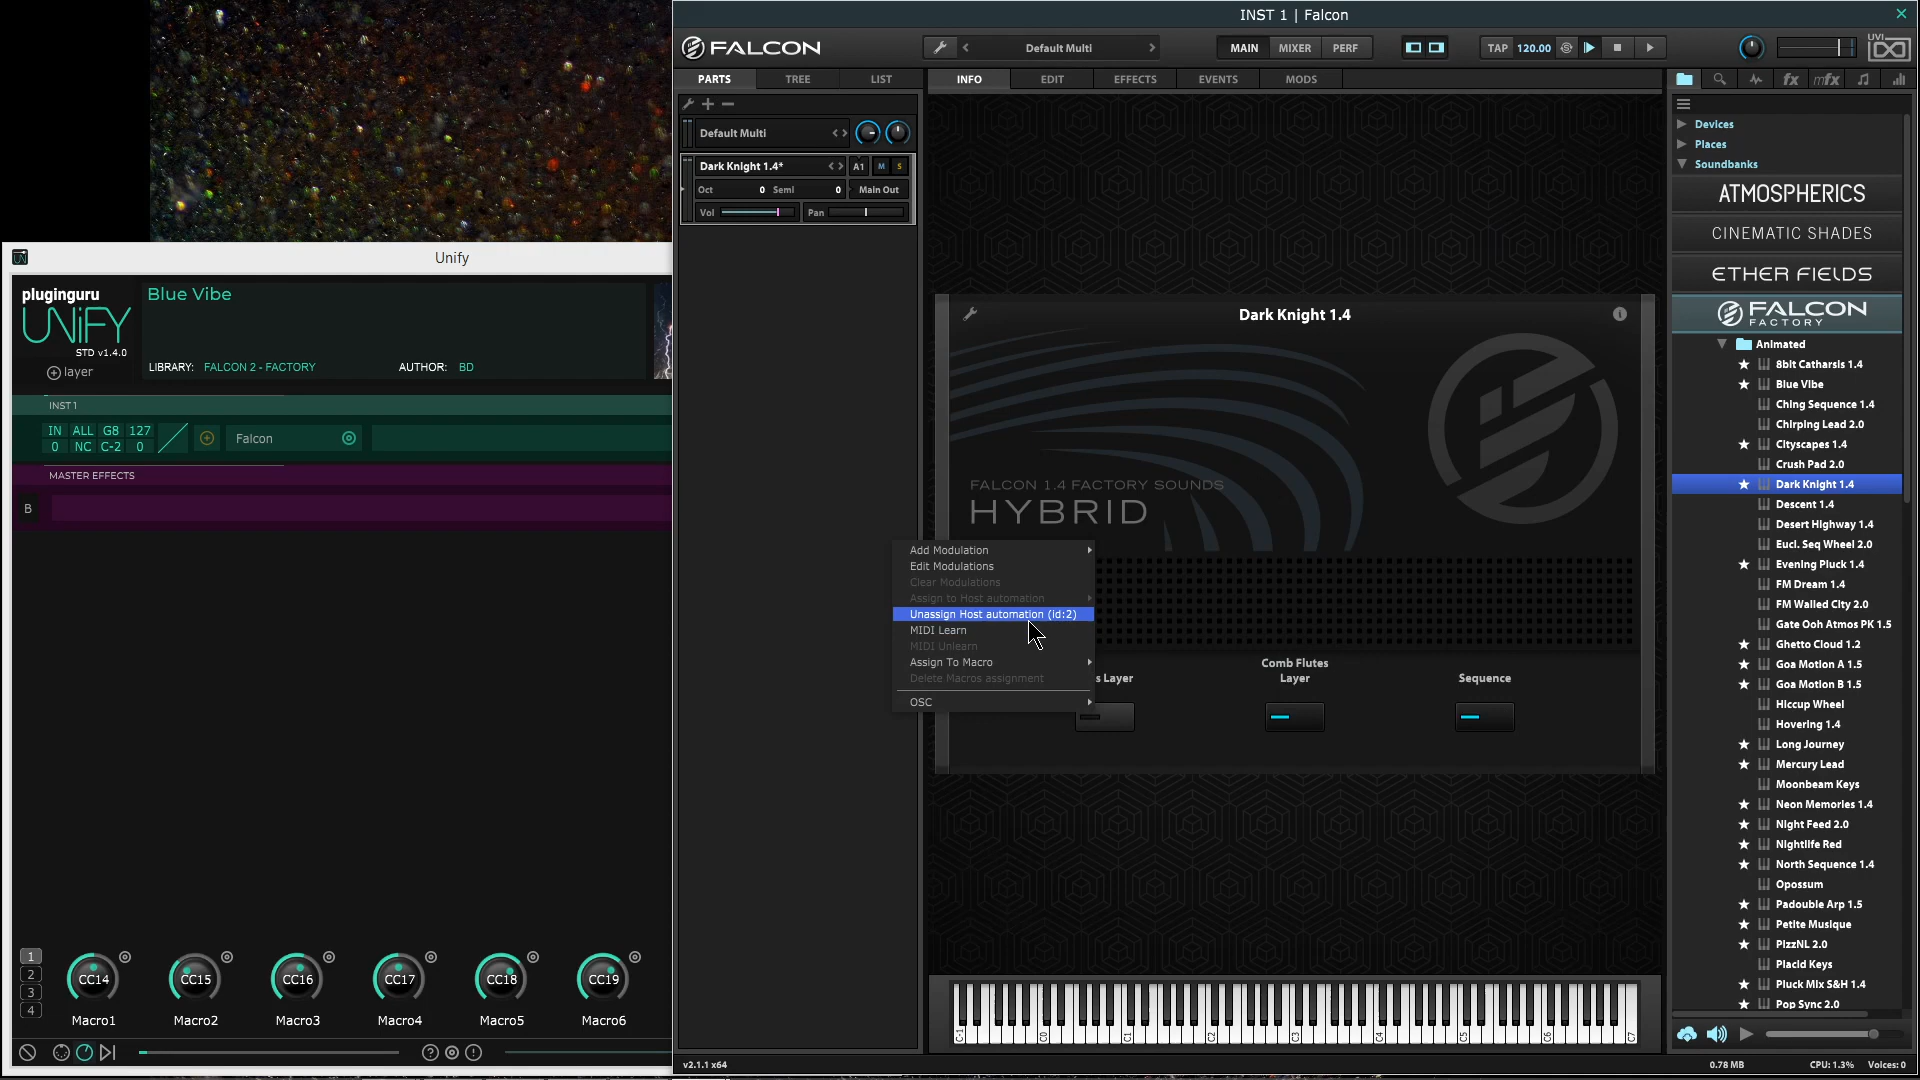 INST 1 | Falcon
FALCON
Default Multi
MAIN MIXER PERF
TAP 120.00
UVI
PARTS TREE LIST
INFO EDIT EFFECTS EVENTS MODS
fx mfx
Default Multi
Dark Knight 1.4* A1 M S
Oct 0 Semi 0 Main Out
Vol Pan
Devices
Places
Soundbanks
ATMOSPHERICS
CINEMATIC SHADES
ETHER FIELDS
FALCON
FACTORY
Animated
8bit Catharsis 1.4
Blue Vibe
Ching Sequence 1.4
Chirping Lead 2.0
Cityscapes 1.4
Crush Pad 2.0
Dark Knight 1.4
Descent 1.4
Desert Highway 1.4
Eucl. Seq Wheel 2.0
Evening Pluck 1.4
FM Dream 1.4
FM Walled City 2.0
Gate Ooh Atmos PK 1.5
Ghetto Cloud 1.2
Goa Motion A 1.5
Goa Motion B 1.5
Hiccup Wheel
Hovering 1.4
Long Journey
Mercury Lead
Moonbeam Keys
Neon Memories 1.4
Night Feed 2.0
Nightlife Red
North Sequence 1.4
Opossum
Padouble Arp 1.5
Petite Musique
PizzNL 2.0
Placid Keys
Pluck Mix S&H 1.4
Pop Sync 2.0
Dark Knight 1.4
FALCON 1.4 FACTORY SOUNDS
HYBRID
Add Modulation
Edit Modulations
Clear Modulations
Assign to Host automation
Unassign Host automation (id:2)
MIDI Learn
MIDI Unlearn
Assign To Macro
Delete Macros assignment
OSC
s Layer
Comb Flutes
Layer
Sequence
C-1 C0 C1 C2 C3 C4 C5 C6 C7
v2.1.1 x64
0.78 MB CPU: 1.3% Voices: 0
Unify
pluginguru
UNIFY
STD v1.4.0
layer
Blue Vibe
LIBRARY: FALCON 2 - FACTORY AUTHOR: BD
INST 1
IN ALL G8 127
0 NC C-2 0
Falcon
MASTER EFFECTS
B
1
2
3
4
CC14 CC15 CC16 CC17 CC18 CC19
Macro1 Macro2 Macro3 Macro4 Macro5 Macro6